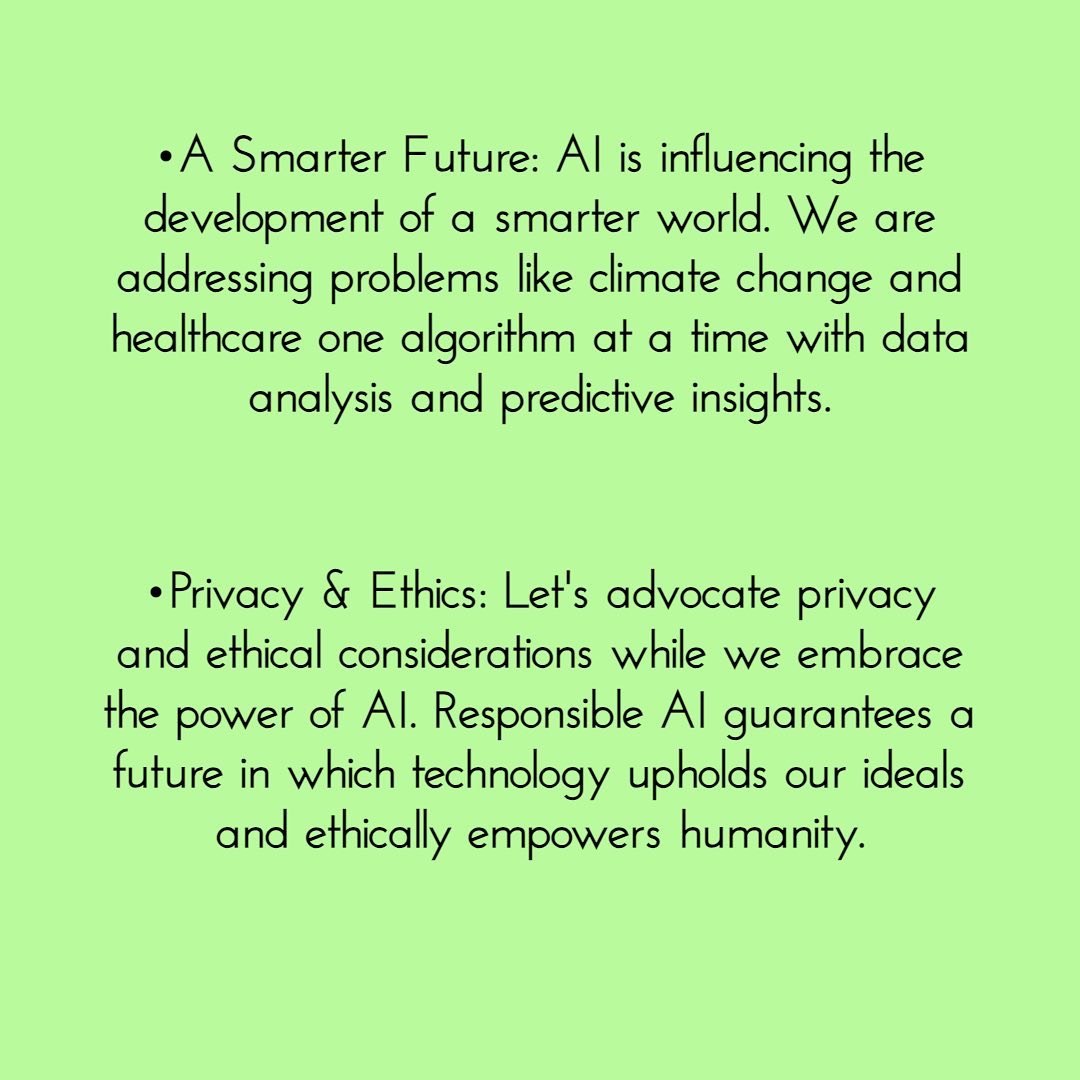 •A Smarter Future: AI is influencing the
development of a smarter world. We are
addressing problems like climate change and
healthcare one algorithm at a time with data
analysis and predictive insights.
•Privacy & Ethics: Let's advocate privacy
and ethical considerations while we embrace
the power of AI. Responsible AI guarantees a
future in which technology upholds our ideals
and ethically empowers humanity.